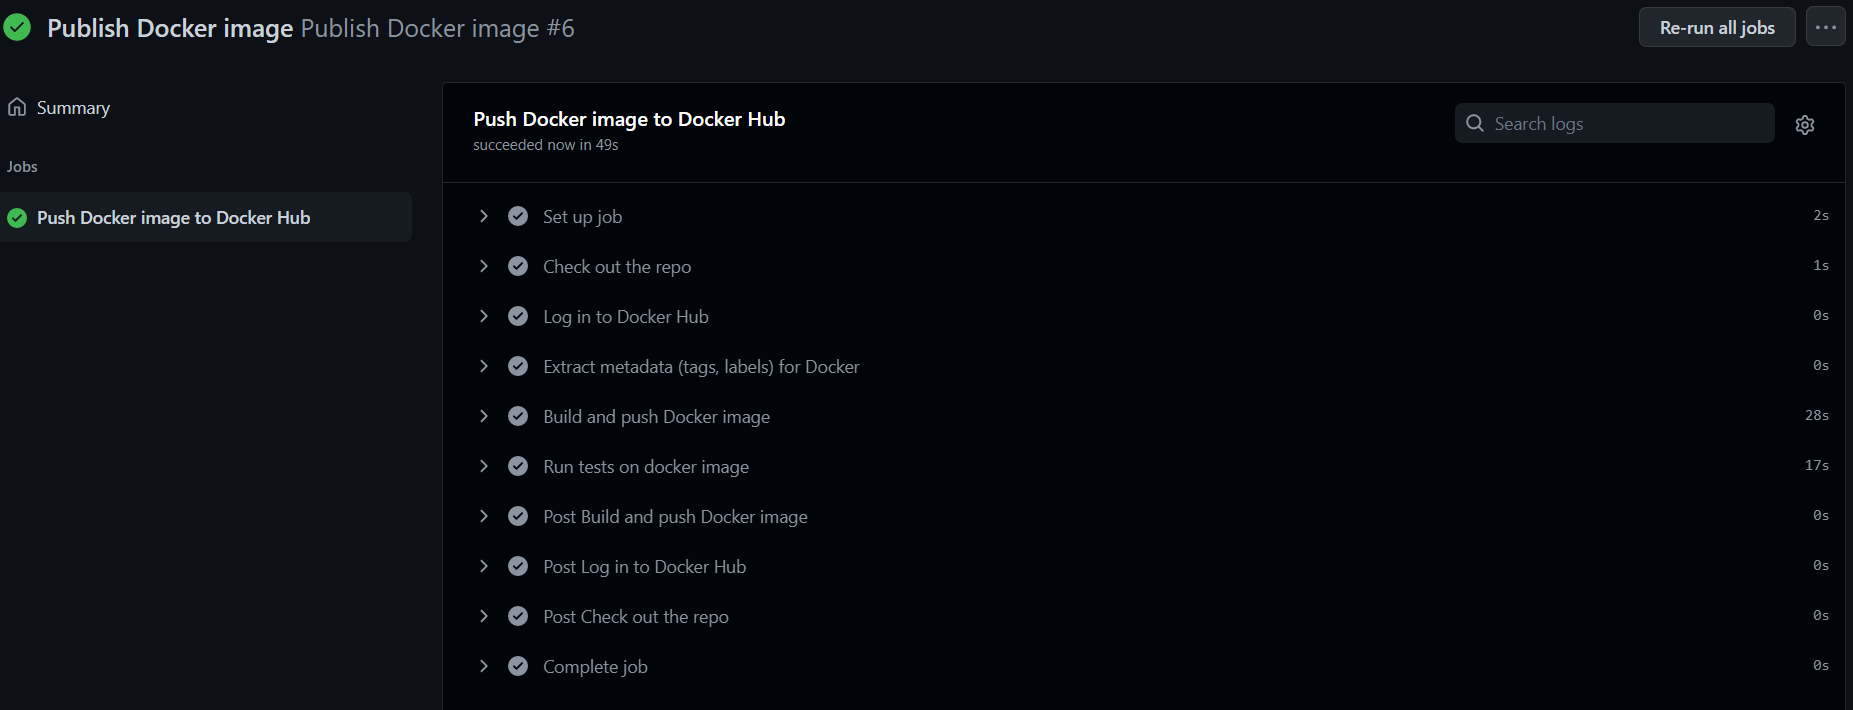 Publish Docker image Publish Docker image #6
Re-run all jobs
Summary
Jobs
Push Docker image to Docker Hub
Push Docker image to Docker Hub
succeeded now in 49s
Search logs
Set up job 2s
Check out the repo 1s
Log in to Docker Hub 0s
Extract metadata (tags, labels) for Docker 0s
Build and push Docker image 28s
Run tests on docker image 17s
Post Build and push Docker image 0s
Post Log in to Docker Hub 0s
Post Check out the repo 0s
Complete job 0s